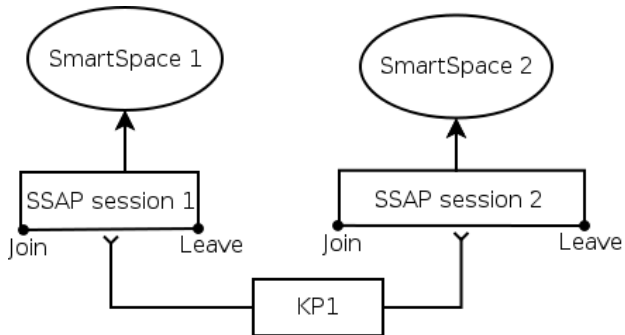 SmartSpace 1
SmartSpace 2
SSAP session 1
SSAP session 2
Join
Leave
Join
Leave
KP1